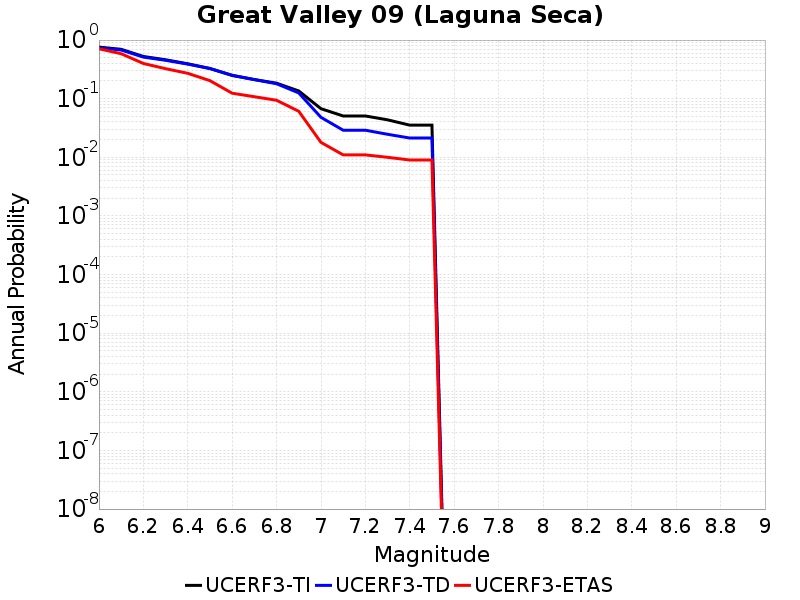 Great Valley 09 (Laguna Seca)
Annual Probability
10^0
10^-1
10^-2
10^-3
10^-4
10^-5
10^-6
10^-7
10^-8
6 6.2 6.4 6.6 6.8 7 7.2 7.4 7.6 7.8 8 8.2 8.4 8.6 8.8 9
Magnitude
UCERF3-TI UCERF3-TD UCERF3-ETAS